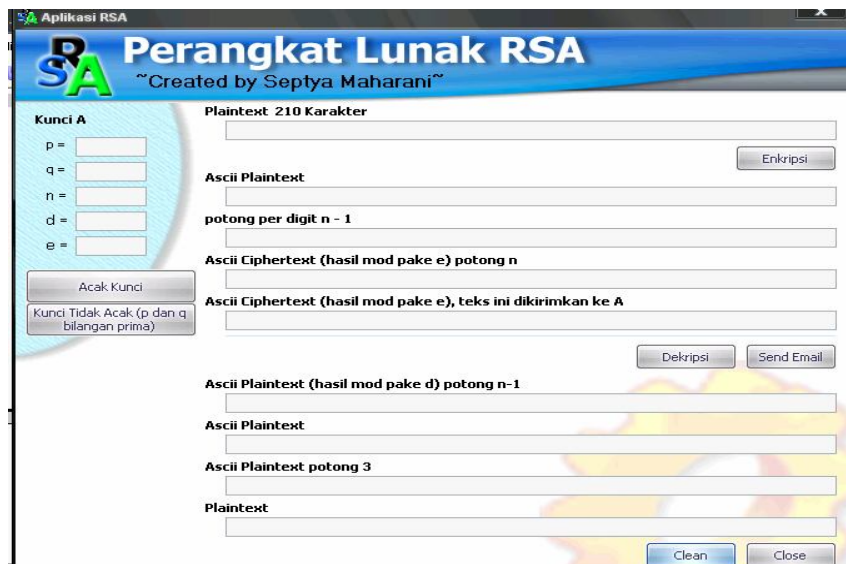 Aplikasi RSA
RSA
Perangkat Lunak RSA
~Created by Septya Maharani~
Kunci A
p =
q =
n =
d =
e =
Acak Kunci
Kunci Tidak Acak (p dan q
bilangan prima)
Plaintext 210 Karakter
Enkripsi
Ascii Plaintext
potong per digit n - 1
Ascii Ciphertext (hasil mod pake e) potong n
Ascii Ciphertext (hasil mod pake e), teks ini dikirimkan ke A
Dekripsi
Send Email
Ascii Plaintext (hasil mod pake d) potong n-1
Ascii Plaintext
Ascii Plaintext potong 3
Plaintext
Clean
Close